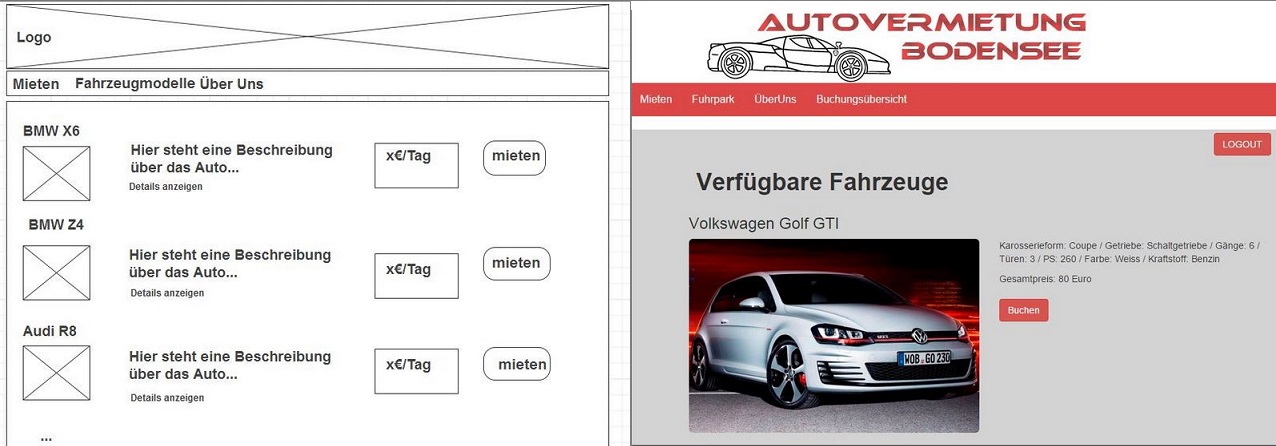 Logo
Mieten Fahrzeugmodelle Über Uns
BMW X6
Hier steht eine Beschreibung
über das Auto...
Details anzeigen
x€/Tag
mieten
BMW Z4
Hier steht eine Beschreibung
über das Auto...
Details anzeigen
x€/Tag
mieten
Audi R8
Hier steht eine Beschreibung
über das Auto...
Details anzeigen
x€/Tag
mieten
...
AUTOVERMIETUNG
BODENSEE
Mieten Fuhrpark ÜberUns Buchungsübersicht
LOGOUT
Verfügbare Fahrzeuge
Volkswagen Golf GTI
Karosserieform: Coupe / Getriebe: Schaltgetriebe / Gänge: 6 /
Türen: 3 / PS: 260 / Farbe: Weiss / Kraftstoff: Benzin
Gesamtpreis: 80 Euro
Buchen
GTI
WOB GO 230